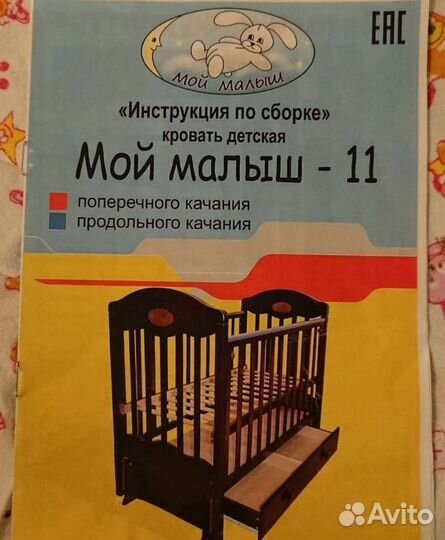 Мой малыш
EAC
«Инструкция по сборке»
кровать детская
Мой малыш - 11
поперечного качания
продольного качания
Avito